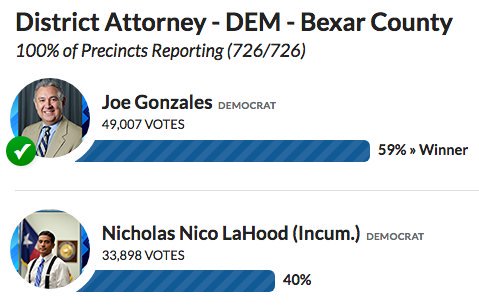 District Attorney - DEM - Bexar County
100% of Precincts Reporting (726/726)
Joe Gonzales DEMOCRAT
49,007 VOTES
59% » Winner
Nicholas Nico LaHood (Incum.) DEMOCRAT
33,898 VOTES
40%